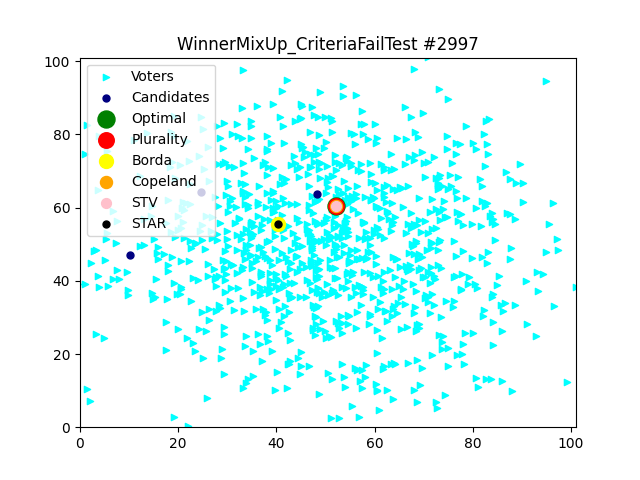 WinnerMixUp_CriteriaFailTest #2997
Voters
Candidates
Optimal
Plurality
Borda
Copeland
STV
STAR
100
80
60
40
20
0
0
20
40
60
80
100